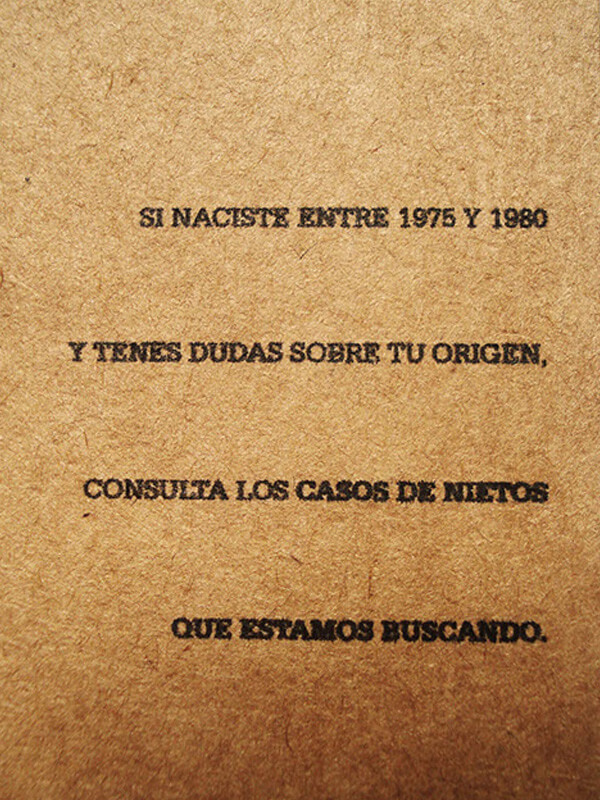 SI NACISTE ENTRE 1975 Y 1980
Y TENES DUDAS SOBRE TU ORIGEN,
CONSULTA LOS CASOS DE NIETOS
QUE ESTAMOS BUSCANDO.